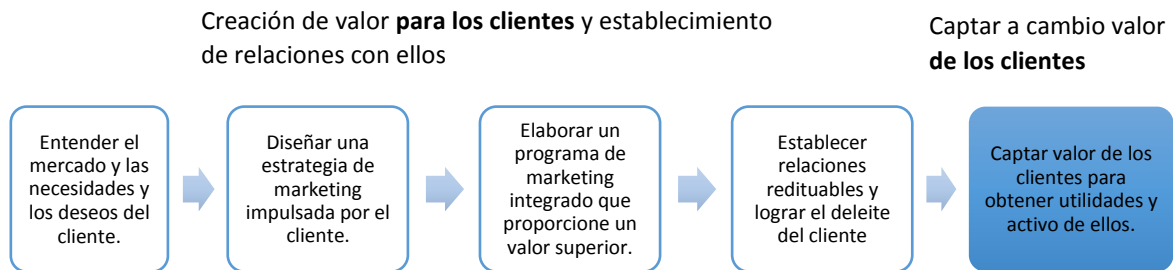 Creación de valor para los clientes y establecimiento
de relaciones con ellos
Captar a cambio valor
de los clientes
Entender el
mercado y las
necesidades y
los deseos del
cliente.
Diseñar una
estrategia de
marketing
impulsada por el
cliente.
Elaborar un
programa de
marketing
integrado que
proporcione un
valor superior.
Establecer
relaciones
redituables y
lograr el deleite
del cliente
Captar valor de los
clientes para
obtener utilidades y
activo de ellos.